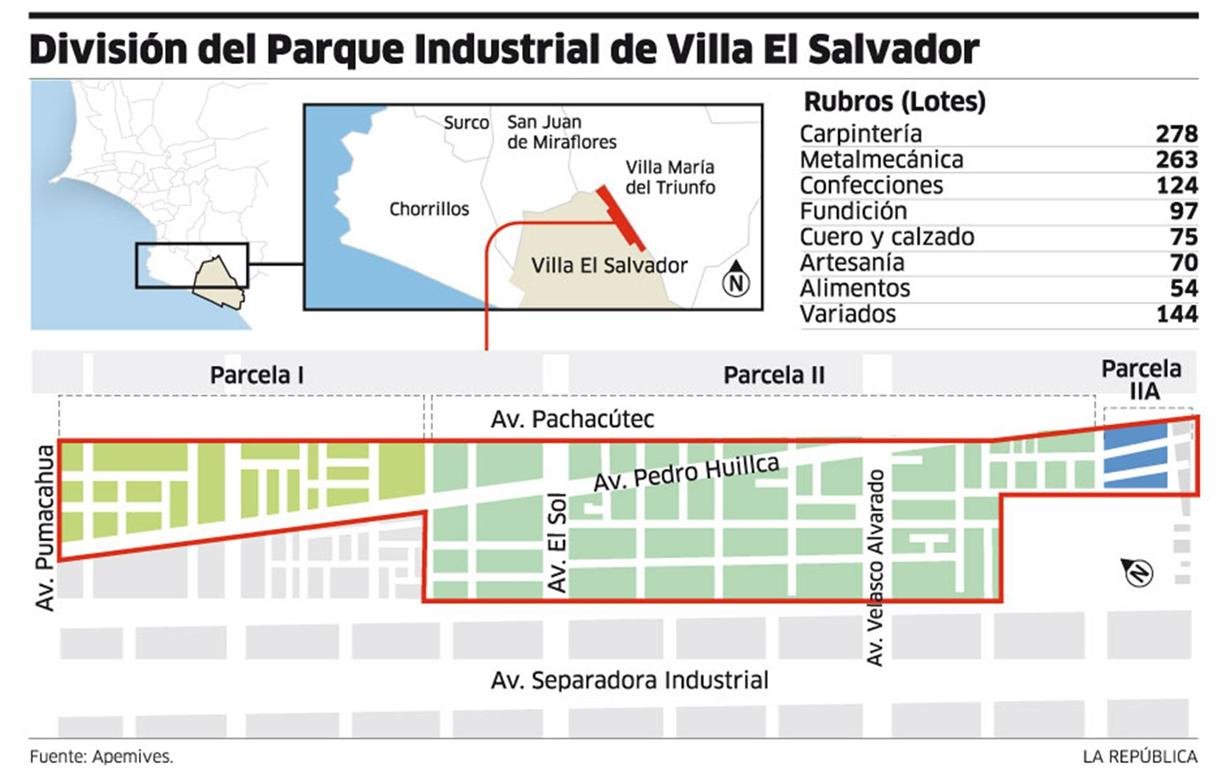 División del Parque Industrial de Villa El Salvador
Surco
San Juan
de Miraflores
Villa María
del Triunfo
Chorrillos
Villa El Salvador
N
Rubros (Lotes)
Carpintería 278
Metalmecánica 263
Confecciones 124
Fundición 97
Cuero y calzado 75
Artesanía 70
Alimentos 54
Variados 144
Parcela I
Parcela II
Parcela
IIA
Av. Pachacútec
Av. Pedro Huillca
Av. Pumacahua
Av. El Sol
Av. Velasco Alvarado
N
Av. Separadora Industrial
Fuente: Apemives.
LA REPÚBLICA